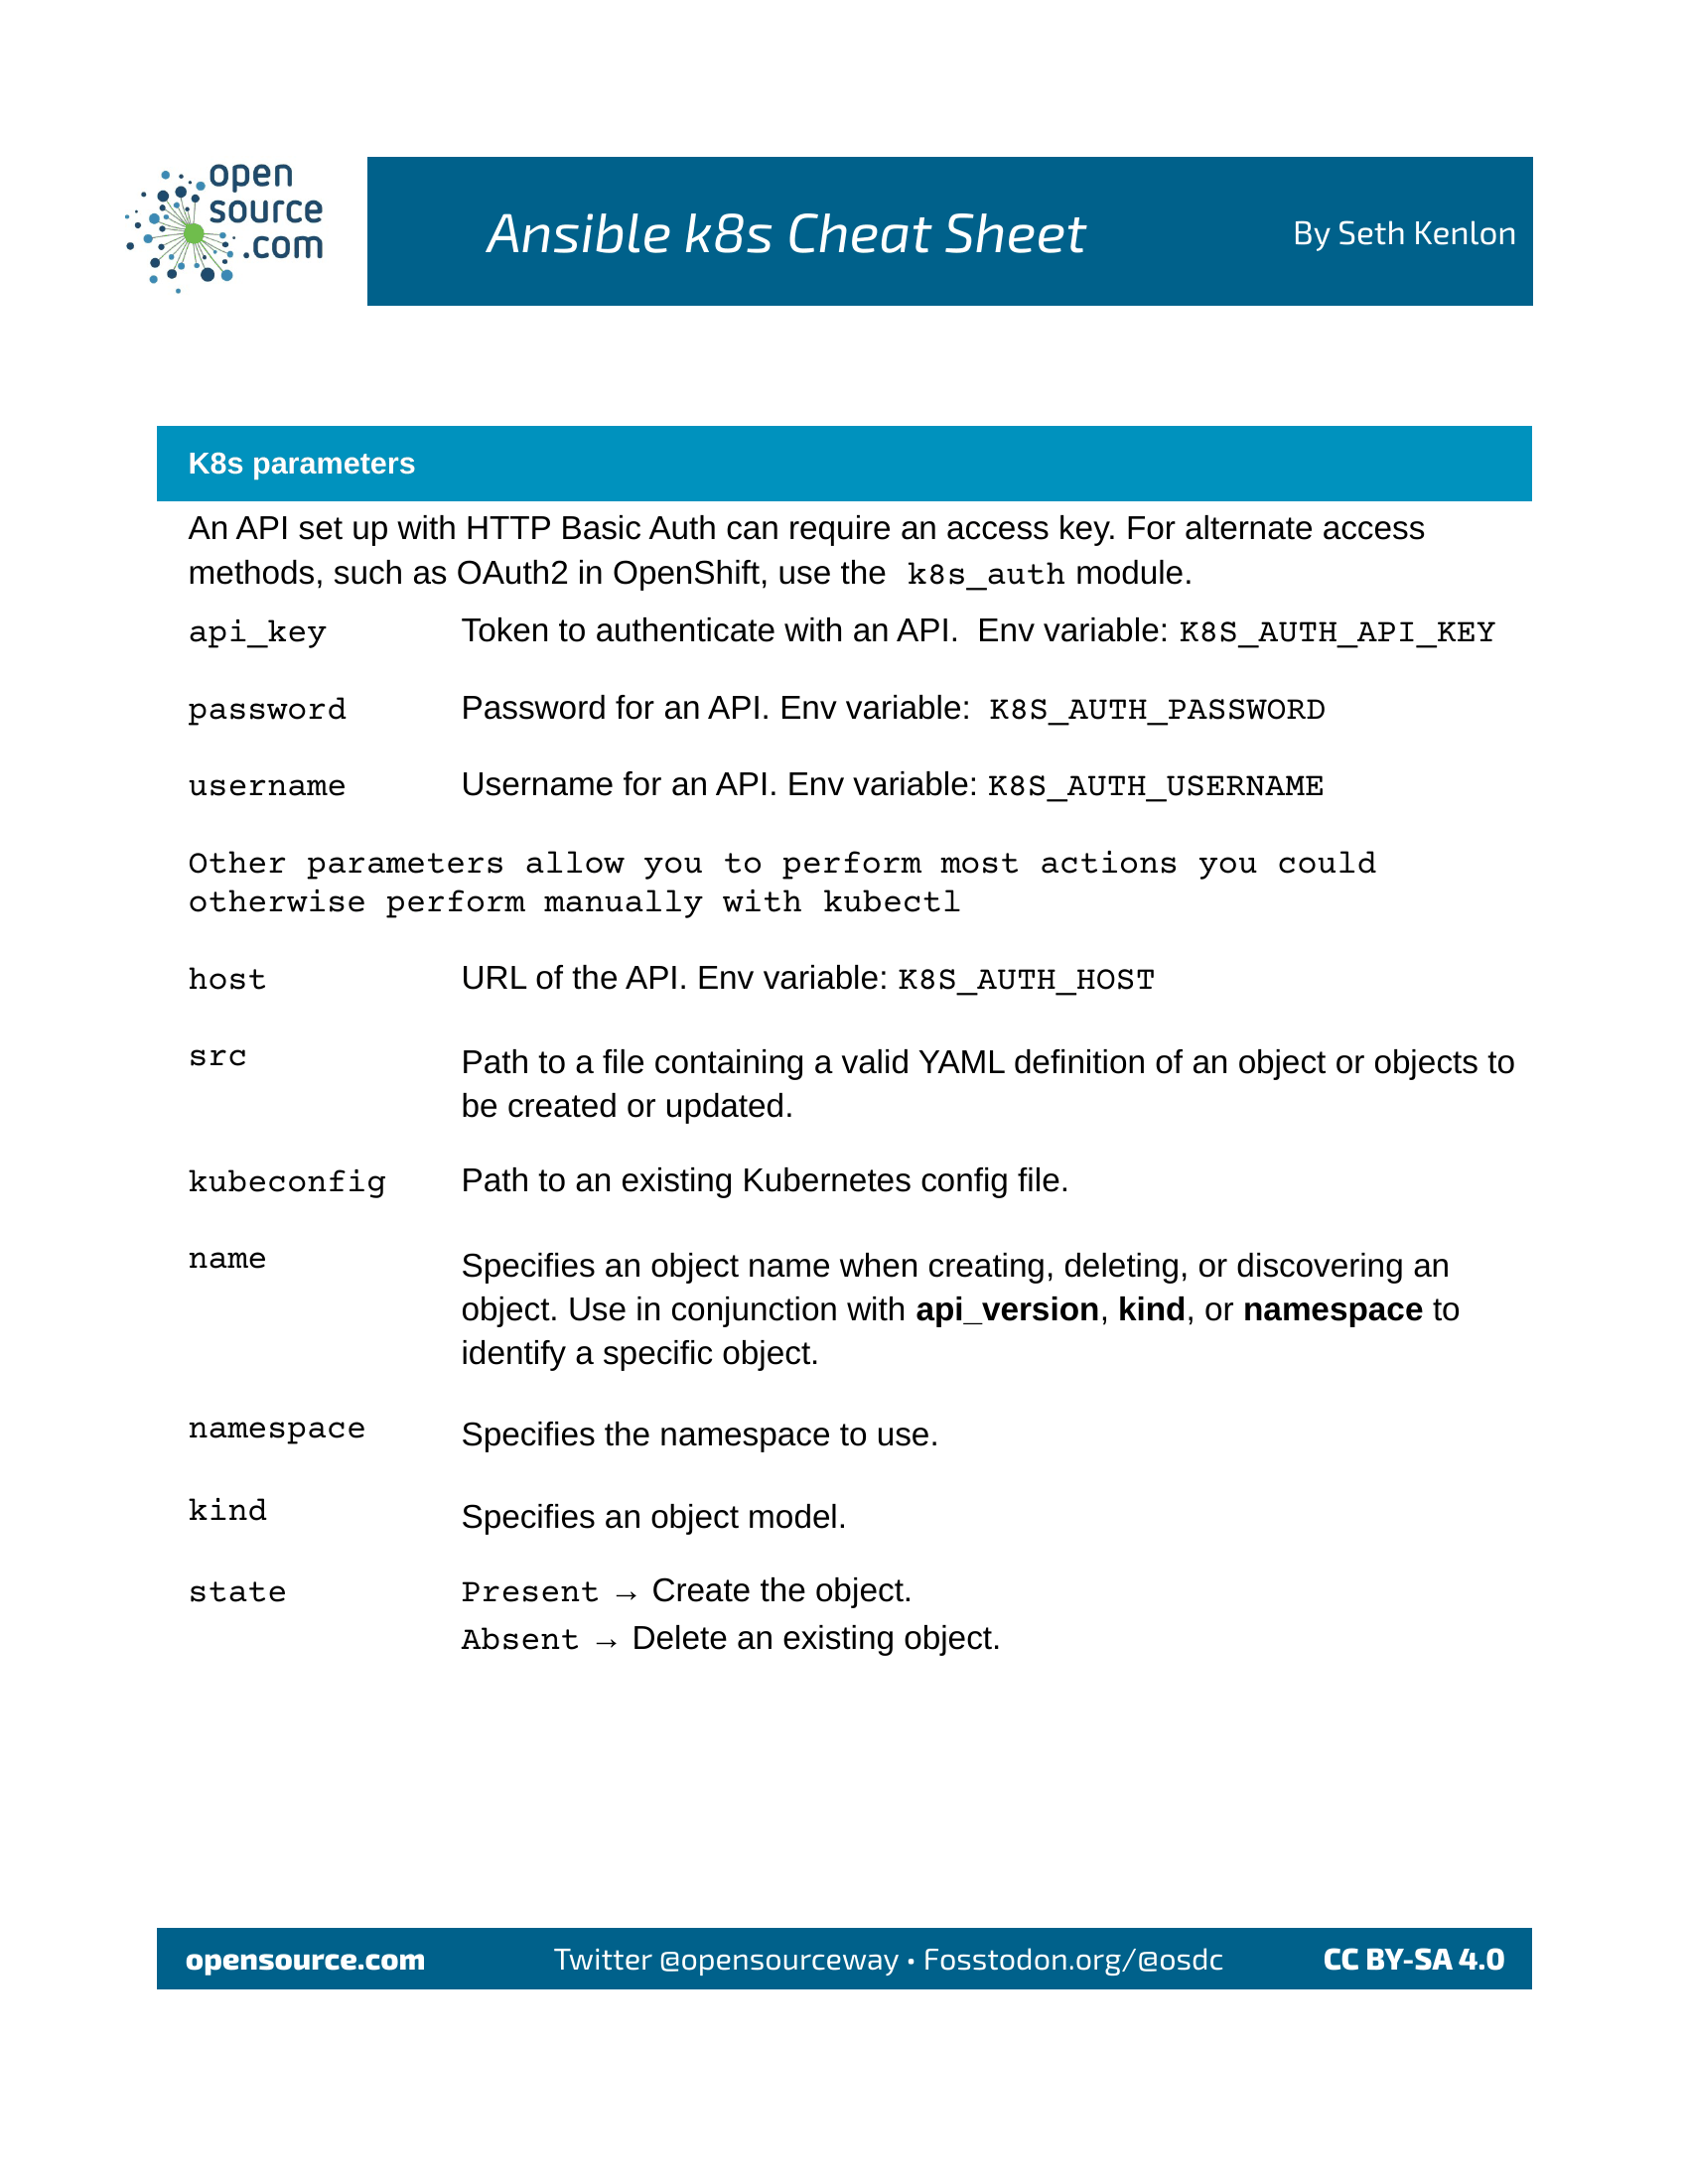 open
source
.com
Ansible k8s Cheat Sheet
By Seth Kenlon
K8s parameters
An API set up with HTTP Basic Auth can require an access key. For alternate access
methods, such as OAuth2 in OpenShift, use the k8s_auth module.
api_key Token to authenticate with an API. Env variable: K8S_AUTH_API_KEY
password Password for an API. Env variable: K8S_AUTH_PASSWORD
username Username for an API. Env variable: K8S_AUTH_USERNAME
Other parameters allow you to perform most actions you could
otherwise perform manually with kubectl
host URL of the API. Env variable: K8S_AUTH_HOST
src Path to a file containing a valid YAML definition of an object or objects to
be created or updated.
kubeconfig Path to an existing Kubernetes config file.
name Specifies an object name when creating, deleting, or discovering an
object. Use in conjunction with api_version, kind, or namespace to
identify a specific object.
namespace Specifies the namespace to use.
kind Specifies an object model.
state Present → Create the object.
Absent → Delete an existing object.
opensource.com Twitter @opensourceway • Fosstodon.org/@osdc CC BY-SA 4.0